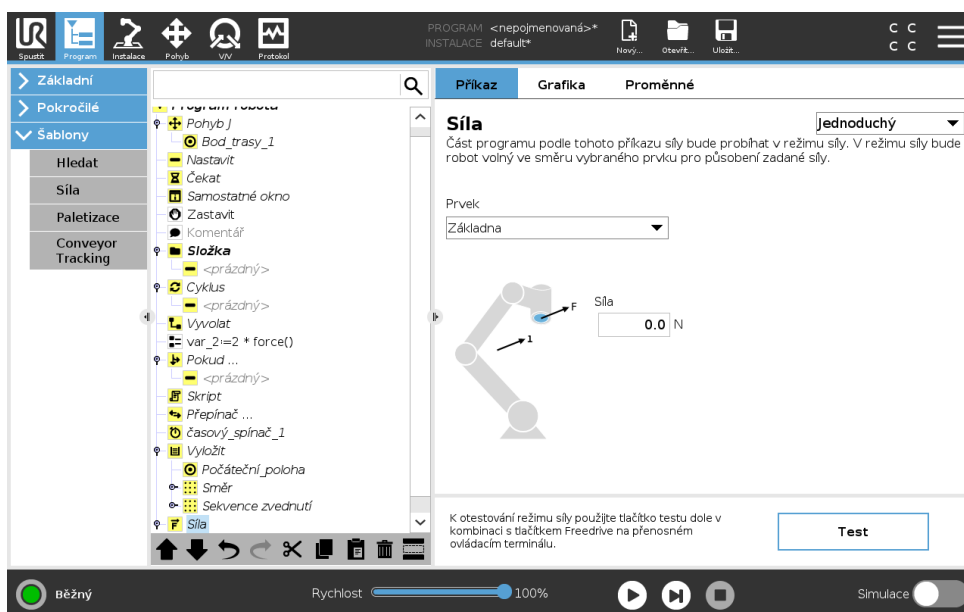 UR
PROGRAM <nepojmenovaná>*
INSTALACE default*
Spustit
Program
Instalace
Pohyb
V/V
Protokol
Nový...
Otevřít...
Uložit...
C C
C C
Základní
Pokročilé
Šablony
Hledat
Síla
Paletizace
Conveyor
Tracking
Program robotu
Pohyb J
Bod_trasy_1
Nastavit
Čekat
Samostatné okno
Zastavit
Komentář
Složka
<prázdný>
Cyklus
<prázdný>
Vyvolat
var_2≔2 * force()
Pokud ...
<prázdný>
Skript
Přepínač ...
časový_spínač_1
Vyložit
Počáteční_poloha
Směr
Sekvence zvednutí
Síla
Příkaz
Grafika
Proměnné
Síla
Jednoduchý
Část programu podle tohoto příkazu síly bude probíhat v režimu síly. V režimu síly bude
robot volný ve směru vybraného prvku pro působení zadané síly.
Prvek
Základna
F
1
Síla
0.0 N
K otestování režimu síly použijte tlačítko testu dole v
kombinaci s tlačítkem Freedrive na přenosném
ovládacím terminálu.
Test
Běžný
Rychlost
100%
Simulace